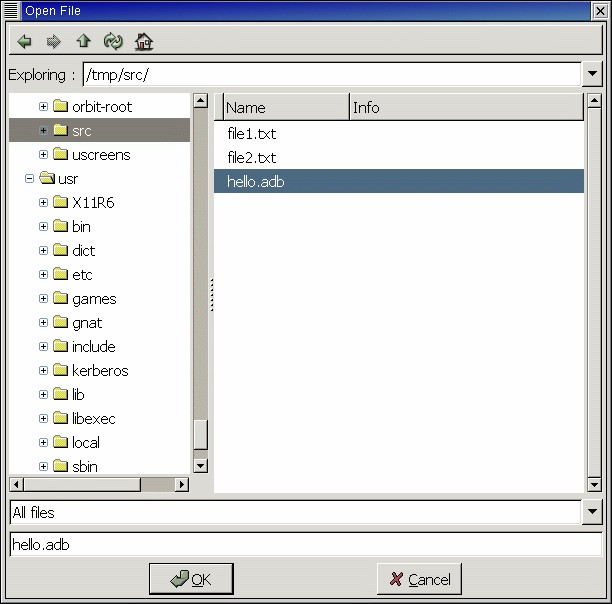 Open File
Exploring : /tmp/src/
orbit-root
src
uscreens
usr
X11R6
bin
dict
etc
games
gnat
include
kerberos
lib
libexec
local
sbin
Name Info
file1.txt
file2.txt
hello.adb
All files
hello.adb
OK Cancel